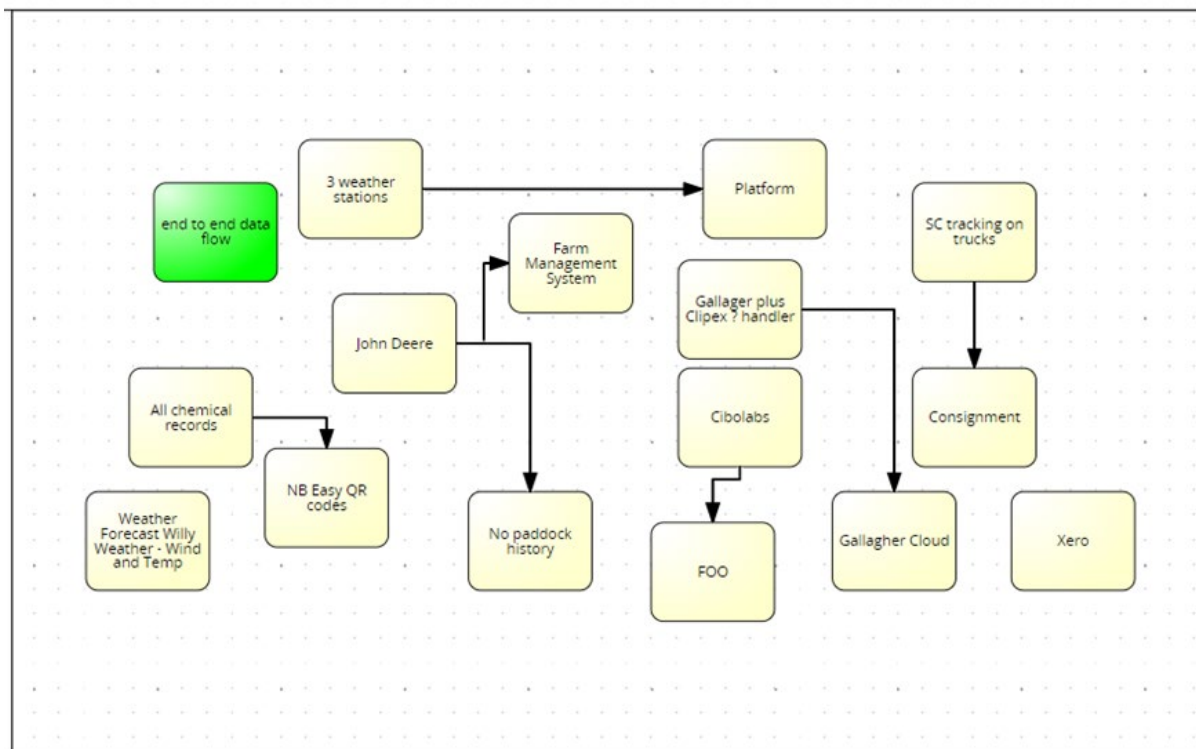 3 weather
stations
Platform
end to end data
flow
SC tracking on
trucks
Farm
Management
System
Gallager plus
Clipex ? handler
John Deere
All chemical
records
Cibolabs
Consignment
NB Easy QR
codes
Weather
Forecast Willy
Weather - Wind
and Temp
No paddock
history
FOO
Gallagher Cloud
Xero